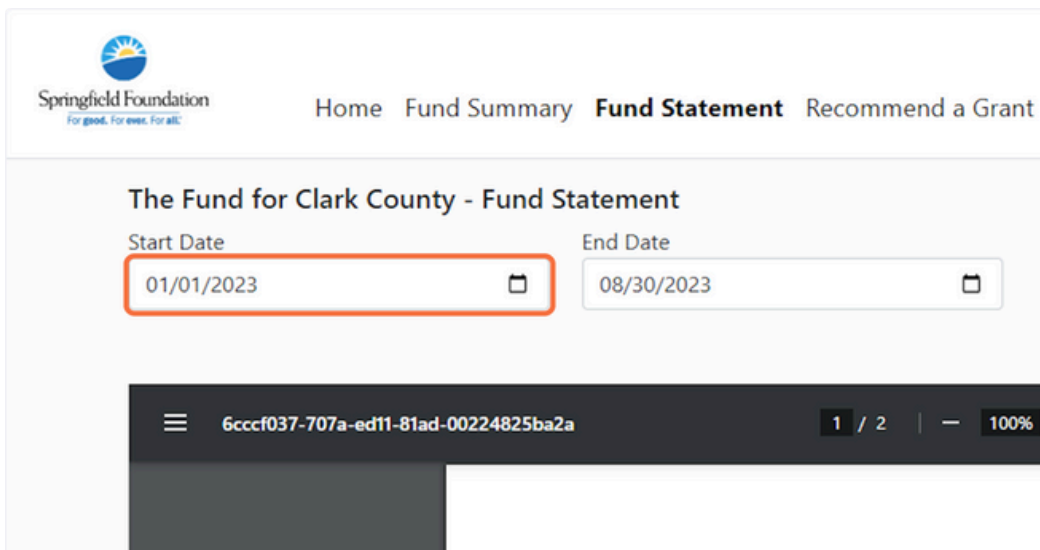 Springfield Foundation
For good. For ever. For all.
Home Fund Summary Fund Statement Recommend a Grant
The Fund for Clark County - Fund Statement
Start Date End Date
01/01/2023 08/30/2023
6cccf037-707a-ed11-81ad-00224825ba2a 1 / 2 100%